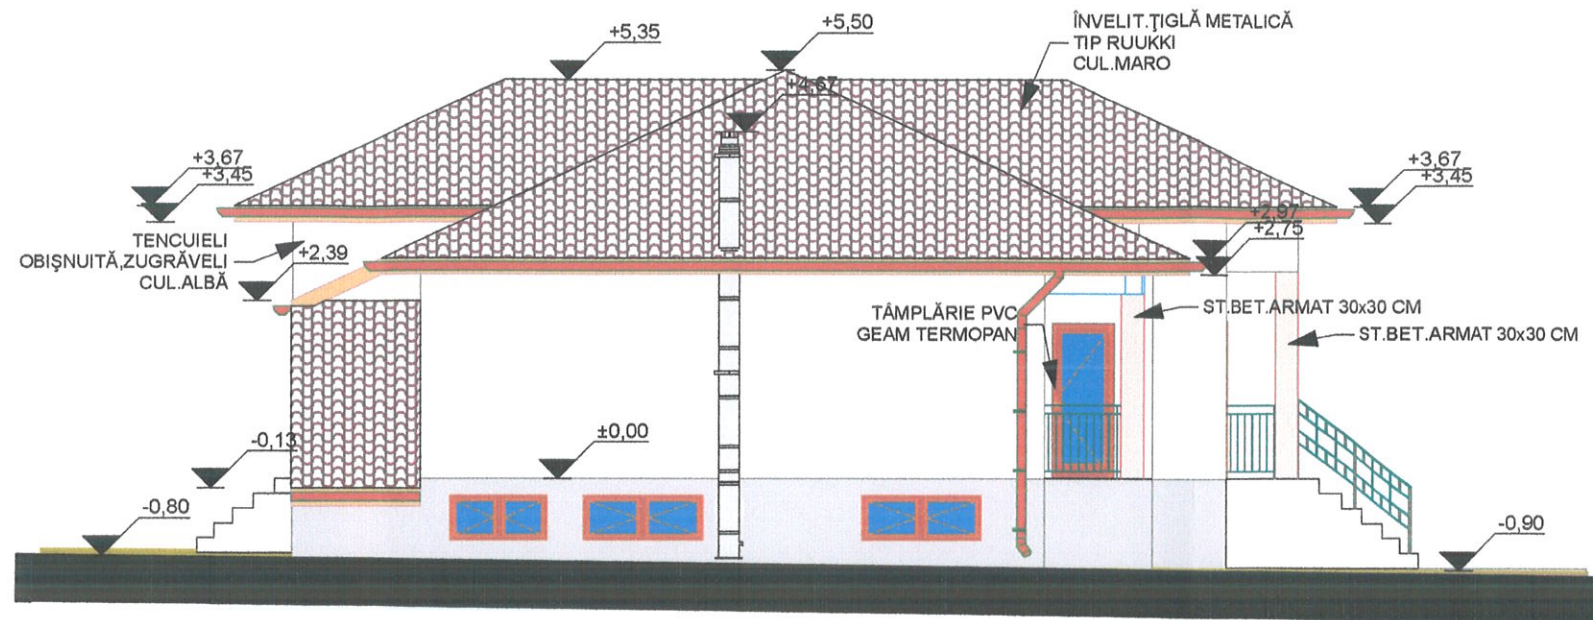 +5,35
+5,50
ÎNVELIT.ŢIGLĂ METALICĂ
TIP RUUKKI
CUL.MARO
+4,67
+3,67
+3,45
+3,67
+3,45
TENCUIELI
OBIŞNUITĂ,ZUGRĂVELI
CUL.ALBĂ
+2,39
+2,97
+2,75
TÂMPLĂRIE PVC
GEAM TERMOPAN
ST.BET.ARMAT 30x30 CM
ST.BET.ARMAT 30x30 CM
-0,13
±0,00
-0,80
-0,90